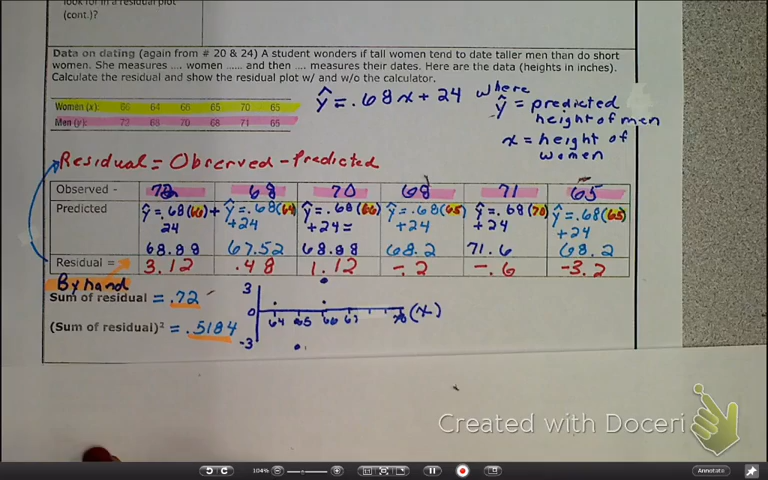 look for in a residual plot
(cont.)?
Data on dating (again from # 20 & 24) A student wonders if tall women tend to date taller men than do short
women. She measures .... women ...... and then .... measures their dates. Here are the data (heights in inches).
Calculate the residual and show the residual plot w/ and w/o the calculator.
ŷ = .68x + 24 where
ŷ = predicted
height of men
x = height of
women
Women (x): 66 64 66 65 70 65
Men (y): 72 68 70 68 71 65
Residual = Observed - Predicted
Observed - 72 68 70 68 71 65
Predicted ŷ = .68(66) + ŷ = .68(64) ŷ = .68(66) ŷ = .68(65) ŷ = .68(70) ŷ = .68(65)
24 +24 +24 = +24 +24 +24
68.88 67.52 68.88 68.2 71.6 68.2
Residual = 3.12 .48 1.12 -.2 -.6 -3.2
By hand
Sum of residual = .72
(Sum of residual)² = .5184
3
0
-3
64 65 66 67 70 (x)
Created with Doceri
104%
Annotate